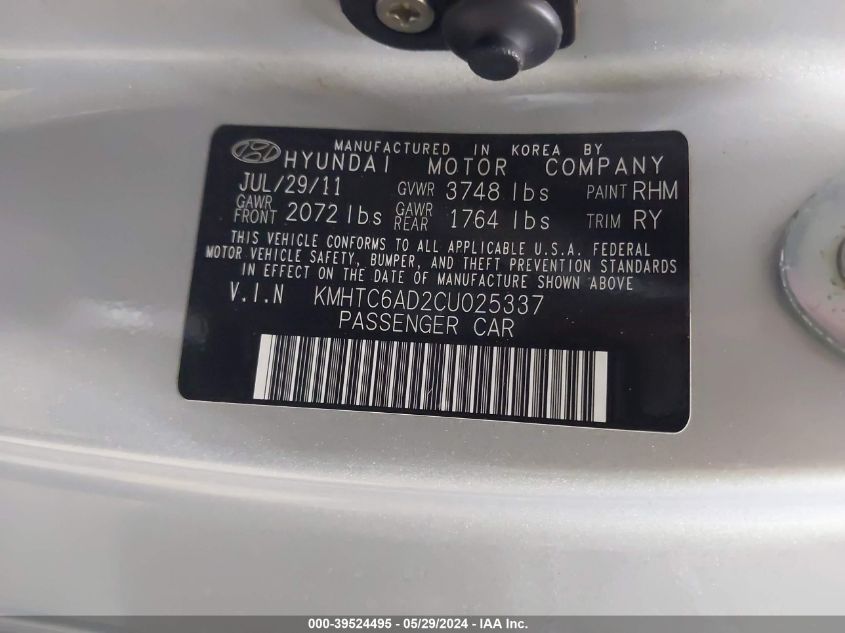 MANUFACTURED IN KOREA BY
HYUNDAI MOTOR COMPANY
JUL/29/11 GVWR 3748 lbs PAINT RHM
GAWR FRONT 2072 lbs GAWR REAR 1764 lbs TRIM RY
THIS VEHICLE CONFORMS TO ALL APPLICABLE U.S.A. FEDERAL
MOTOR VEHICLE SAFETY, BUMPER, AND THEFT PREVENTION STANDARDS
IN EFFECT ON THE DATE OF MANUFACTURE SHOWN ABOVE
V.I.N KMHTC6AD2CU025337
PASSENGER CAR
000-39524495 - 05/29/2024 - IAA Inc.